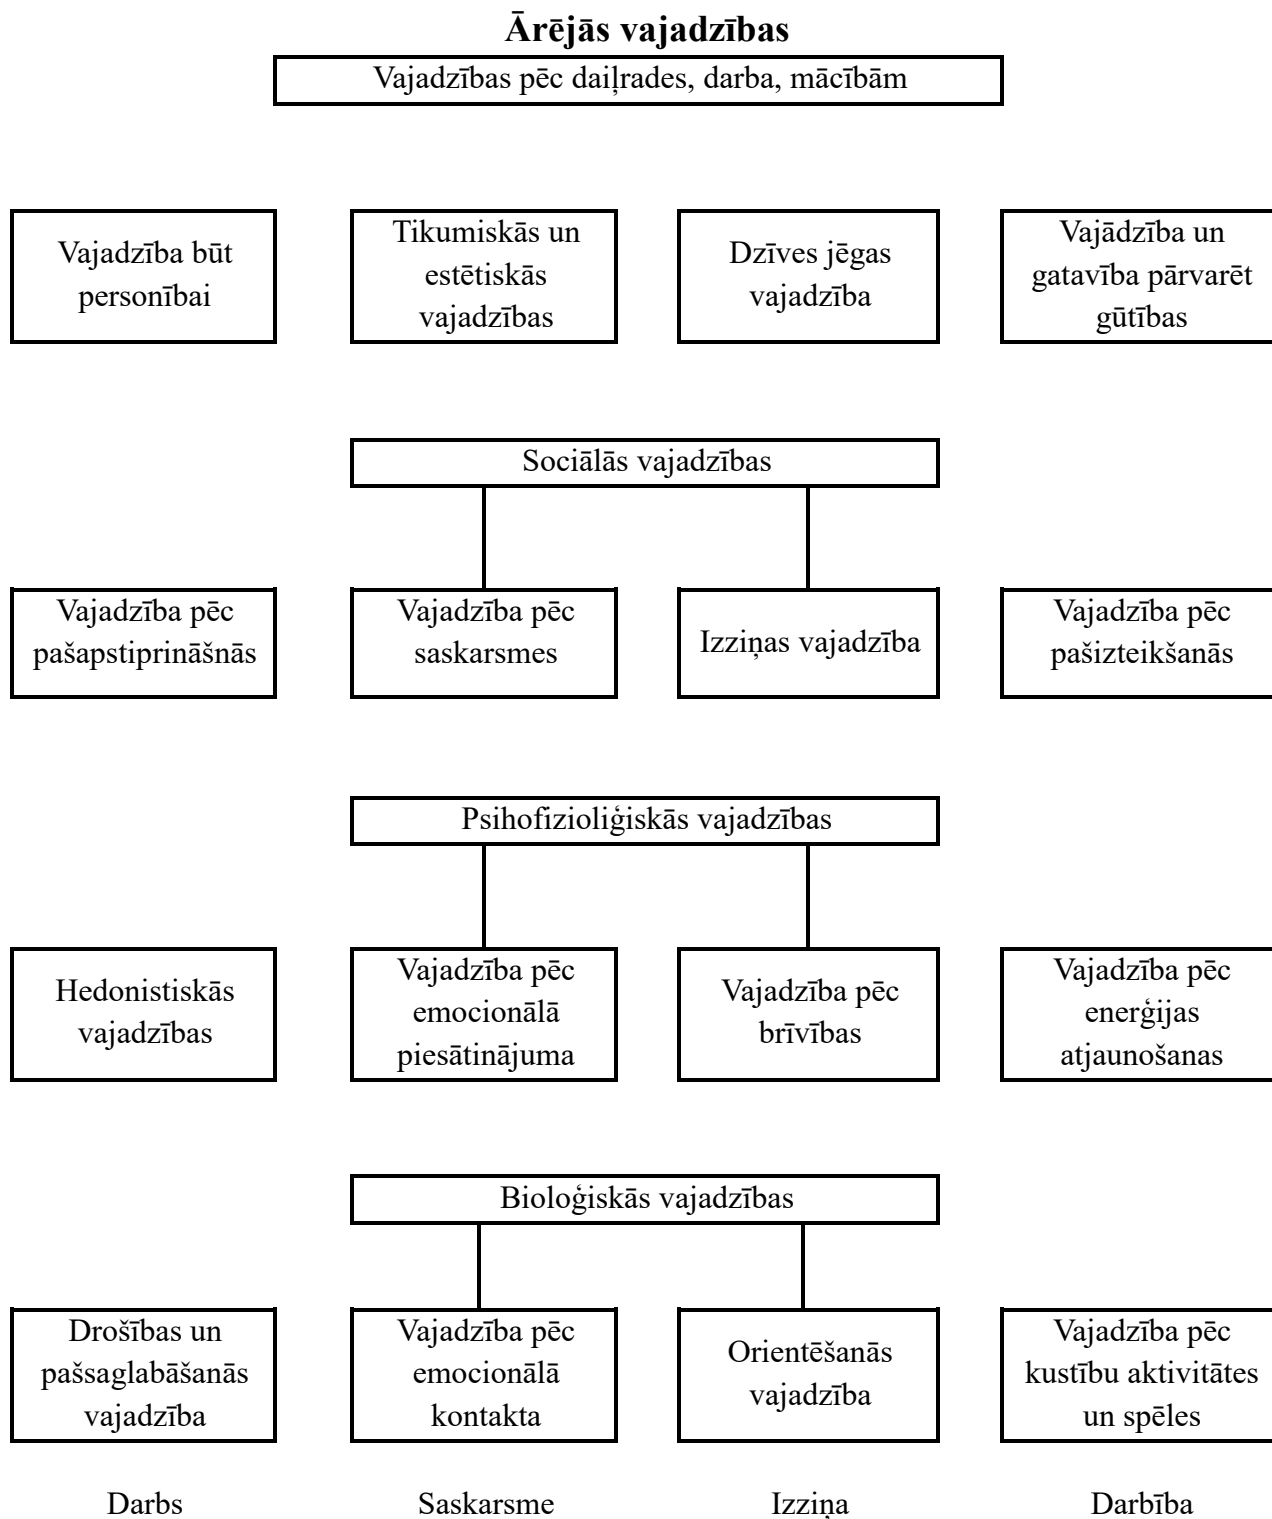 Ārējās vajadzības
Vajadzības pēc daiļrades, darba, mācībām
Vajadzība būt
personībai
Tikumiskās un
estētiskās
vajadzības
Dzīves jēgas
vajadzība
Vajādzība un
gatavība pārvarēt
gūtības
Sociālās vajadzības
Vajadzība pēc
pašapstiprināšnās
Vajadzība pēc
saskarsmes
Izziņas vajadzība
Vajadzība pēc
pašizteikšanās
Psihofizioliģiskās vajadzības
Hedonistiskās
vajadzības
Vajadzība pēc
emocionālā
piesātinājuma
Vajadzība pēc
brīvības
Vajadzība pēc
enerģijas
atjaunošanas
Bioloģiskās vajadzības
Drošības un
pašsaglabāšanās
vajadzība
Vajadzība pēc
emocionālā
kontakta
Orientēšanās
vajadzība
Vajadzība pēc
kustību aktivitātes
un spēles
Darbs
Saskarsme
Izziņa
Darbība